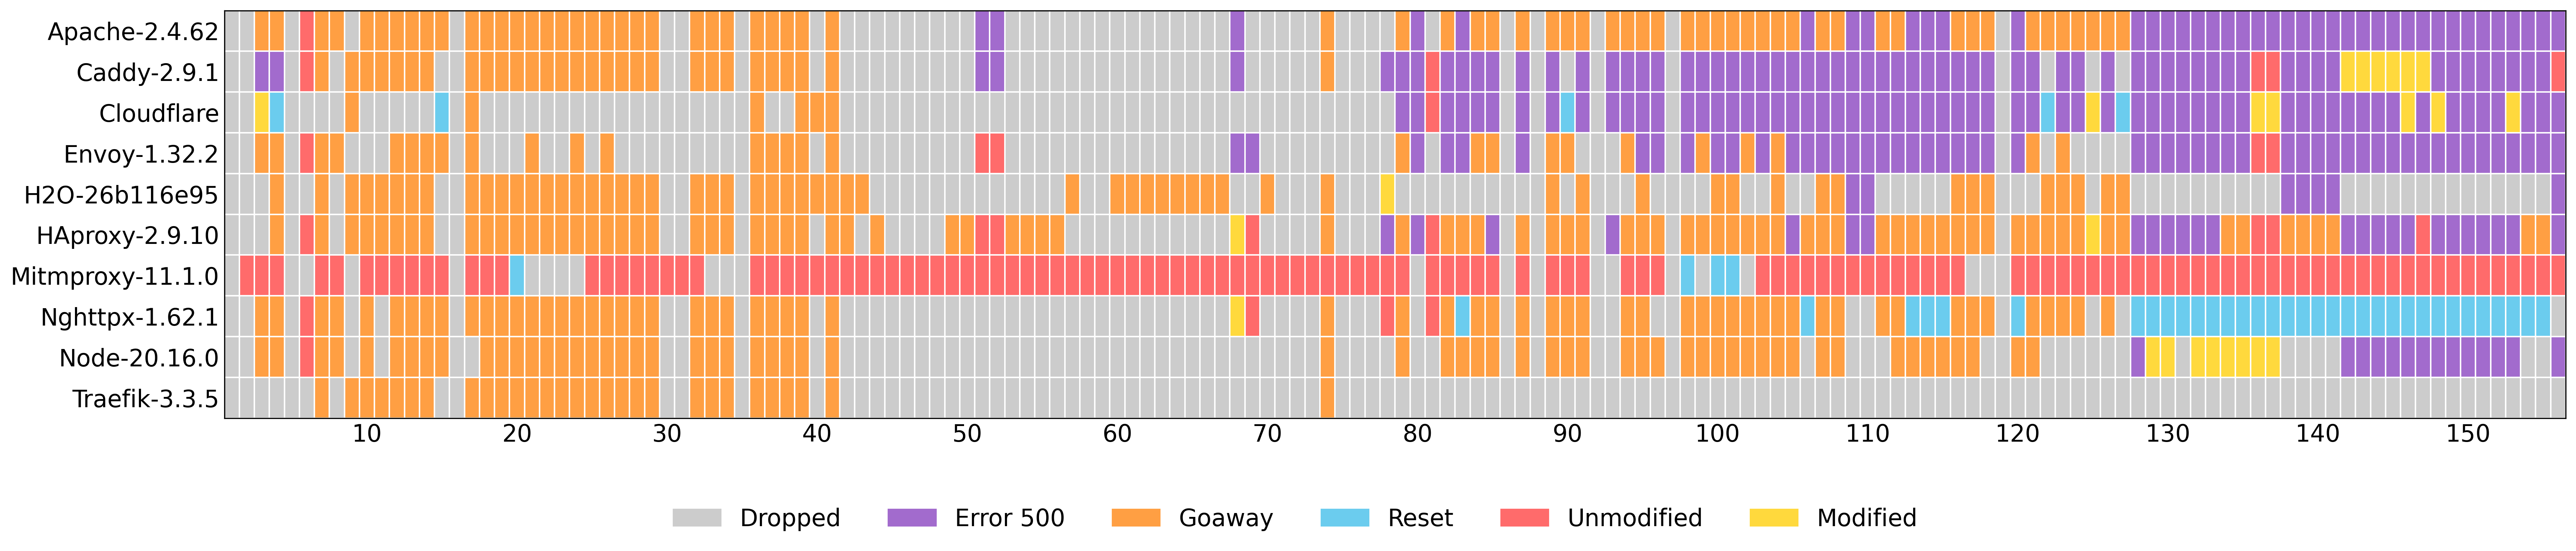 Apache-2.4.62
Caddy-2.9.1
Cloudflare
Envoy-1.32.2
H2O-26b116e95
HAproxy-2.9.10
Mitmproxy-11.1.0
Nghttpx-1.62.1
Node-20.16.0
Traefik-3.3.5
10 20 30 40 50 60 70 80 90 100 110 120 130 140 150
Dropped Error 500 Goaway Reset Unmodified Modified